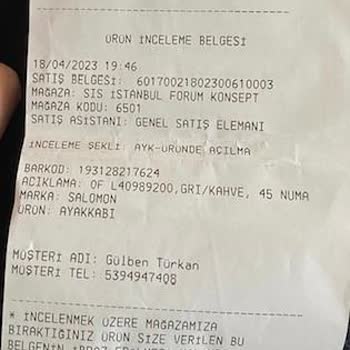 ÜRÜN İNCELEME BELGESİ
18/04/2023 19:46
SATIŞ BELGESİ: 60170021802300610003
MAĞAZA: SIS İSTANBUL FORUM KONSEPT
MAĞAZA KODU: 6501
SATIŞ ASİSTANI: GENEL SATIŞ ELEMANI
İNCELEME ŞEKLİ: AYK-ÜRÜNDE AÇILMA
BARKOD: 193128217624
AÇIKLAMA: OF L40989200,GRI/KAHVE, 45 NUMA
MARKA: SALOMON
ÜRÜN: AYAKKABI
MÜŞTERİ ADI: Gülben Türkan
MÜŞTERİ TEL: 5394947408
* İNCELENMEK ÜZERE MAĞAZAMIZA
BIRAKTIĞINIZ ÜRÜN SİZE VERİLEN BU
BELGENİN